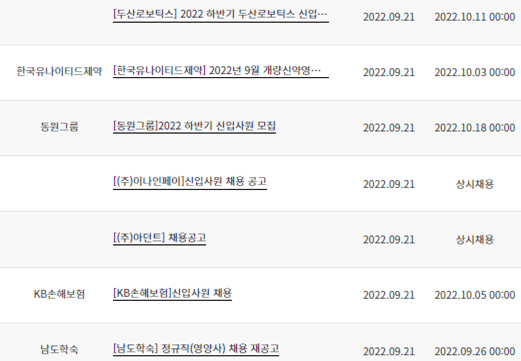 [두산로보틱스] 2022 하반기 두산로보틱스 신입… 2022.09.21 2022.10.11 00:00
한국유나이티드제약 [한국유나이티드제약] 2022년 9월 개량신약영… 2022.09.21 2022.10.03 00:00
동원그룹 [동원그룹]2022 하반기 신입사원 모집 2022.09.21 2022.10.18 00:00
[(주)이나인페이]신입사원 채용 공고 2022.09.21 상시채용
[(주)아던트] 채용공고 2022.09.21 상시채용
KB손해보험 [KB손해보험]신입사원 채용 2022.09.21 2022.10.05 00:00
남도학숙 [남도학숙] 정규직(영양사) 채용 재공고 2022.09.21 2022.09.26 00:00